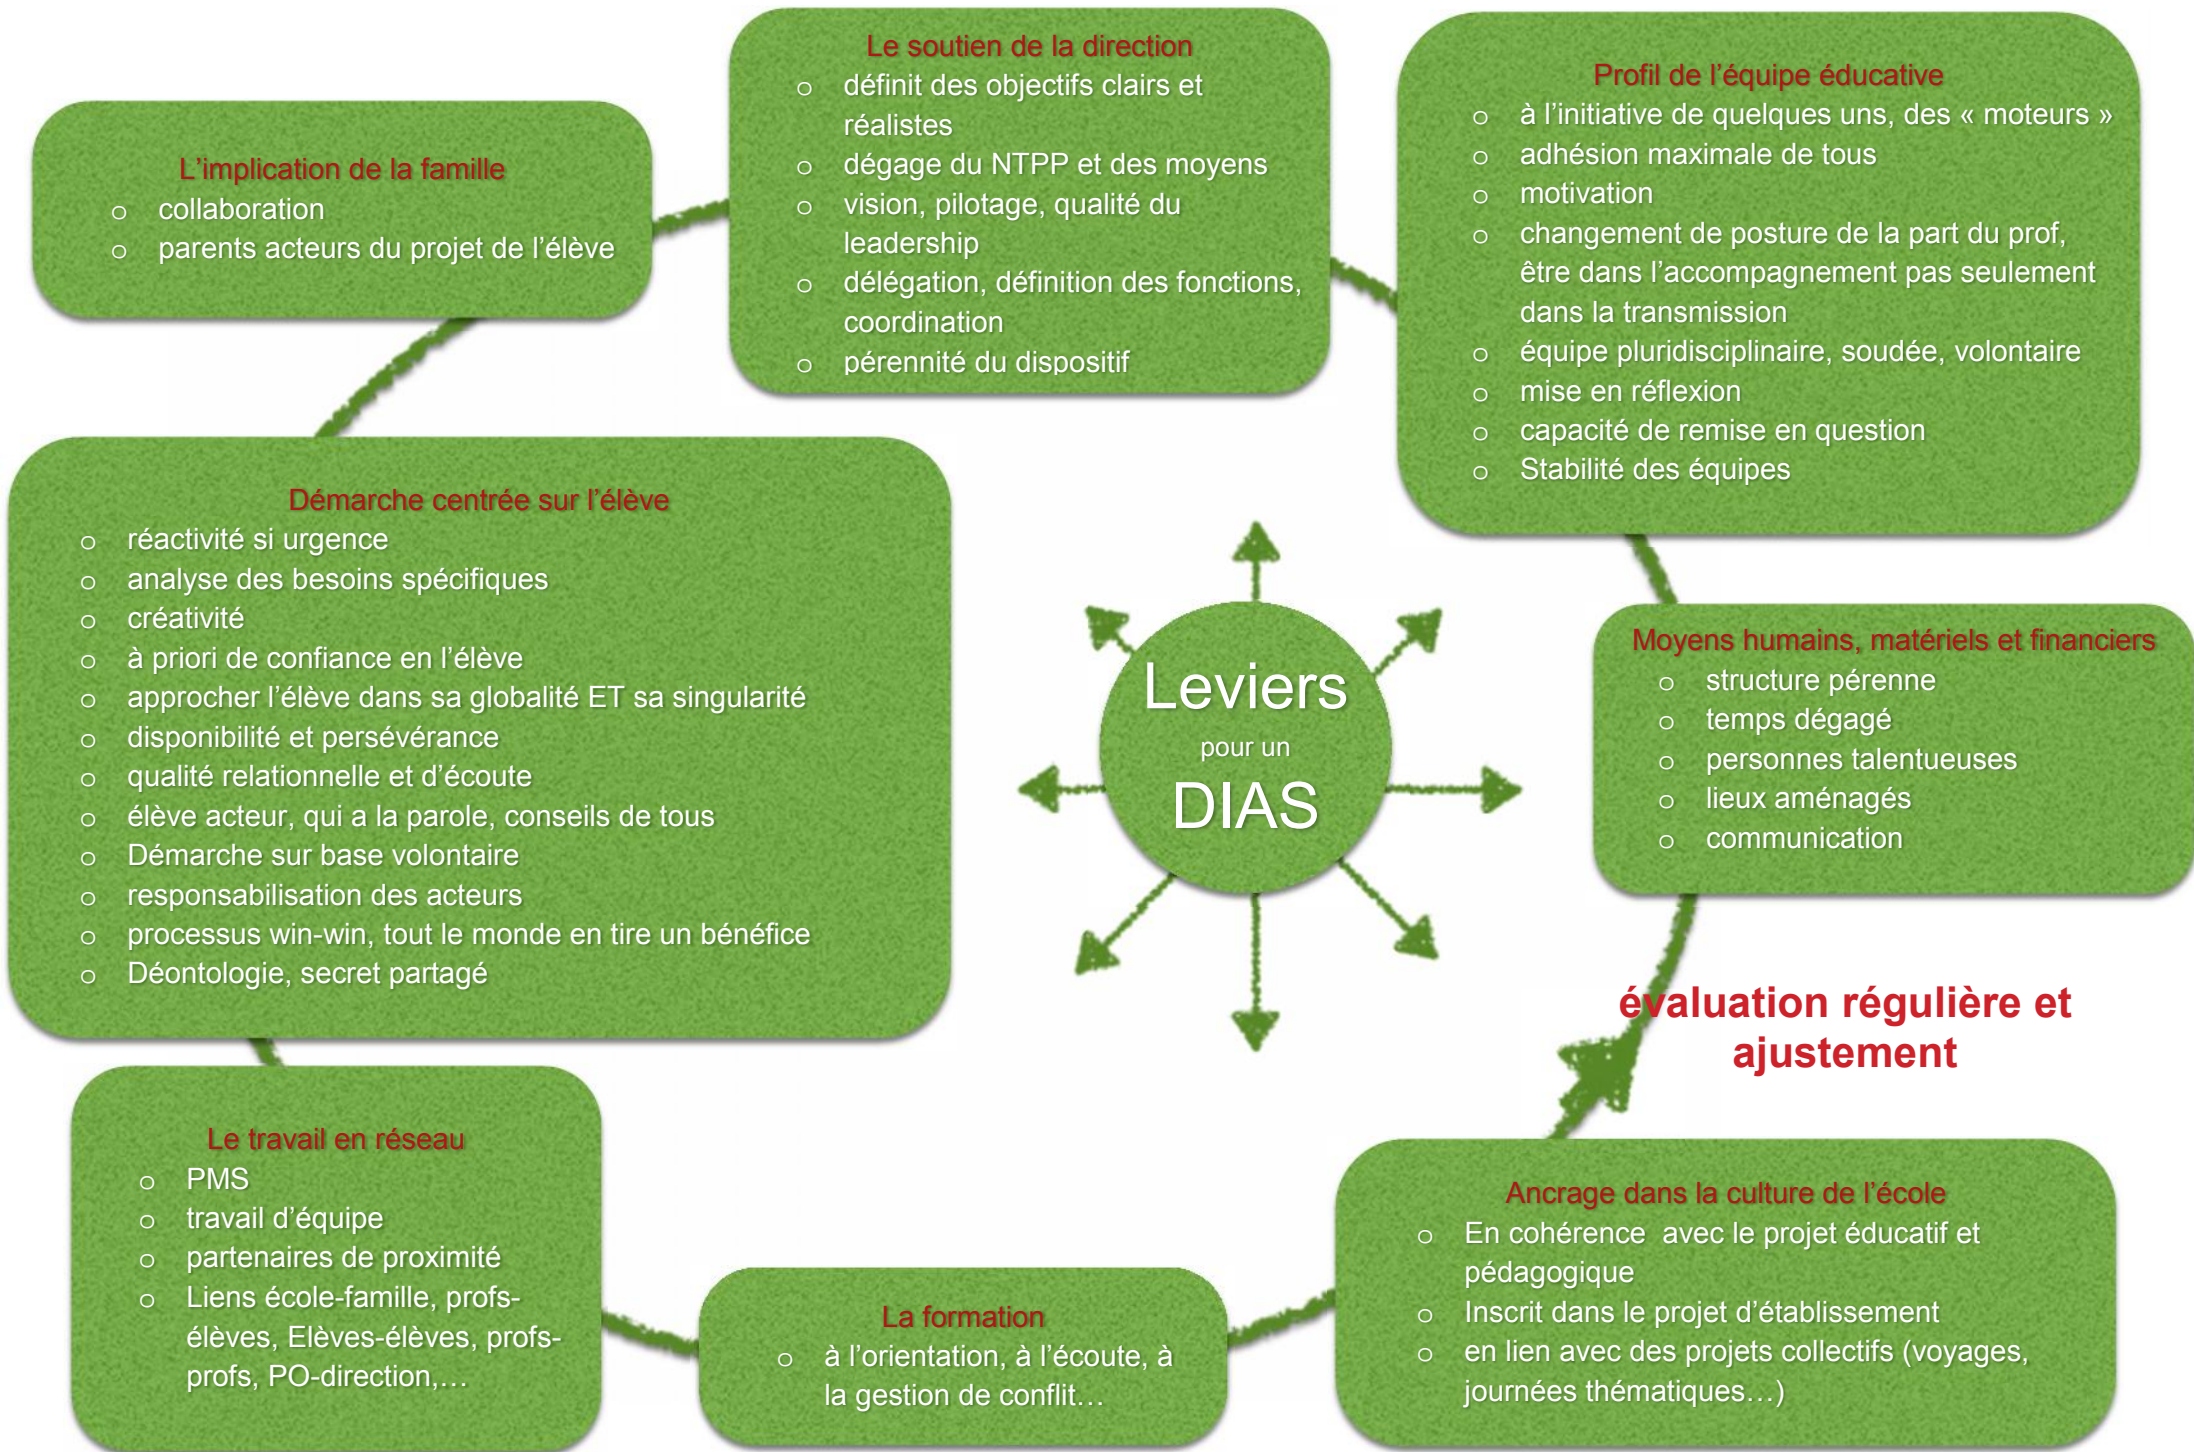 Le soutien de la direction
o définit des objectifs clairs et
réalistes
o dégage du NTPP et des moyens
o vision, pilotage, qualité du
leadership
o délégation, définition des fonctions,
coordination
o pérennité du dispositif
Profil de l’équipe éducative
o à l’initiative de quelques uns, des « moteurs »
o adhésion maximale de tous
o motivation
o changement de posture de la part du prof,
être dans l’accompagnement pas seulement
dans la transmission
o équipe pluridisciplinaire, soudée, volontaire
o mise en réflexion
o capacité de remise en question
o Stabilité des équipes
L’implication de la famille
o collaboration
o parents acteurs du projet de l’élève
Démarche centrée sur l’élève
o réactivité si urgence
o analyse des besoins spécifiques
o créativité
o à priori de confiance en l’élève
o approcher l’élève dans sa globalité ET sa singularité
o disponibilité et persévérance
o qualité relationnelle et d’écoute
o élève acteur, qui a la parole, conseils de tous
o Démarche sur base volontaire
o responsabilisation des acteurs
o processus win-win, tout le monde en tire un bénéfice
o Déontologie, secret partagé
Leviers
pour un
DIAS
Moyens humains, matériels et financiers
o structure pérenne
o temps dégagé
o personnes talentueuses
o lieux aménagés
o communication
évaluation régulière et
ajustement
Le travail en réseau
o PMS
o travail d’équipe
o partenaires de proximité
o Liens école-famille, profs-
élèves, Elèves-élèves, profs-
profs, PO-direction,…
La formation
o à l’orientation, à l’écoute, à
la gestion de conflit…
Ancrage dans la culture de l’école
o En cohérence avec le projet éducatif et
pédagogique
o Inscrit dans le projet d’établissement
o en lien avec des projets collectifs (voyages,
journées thématiques…)